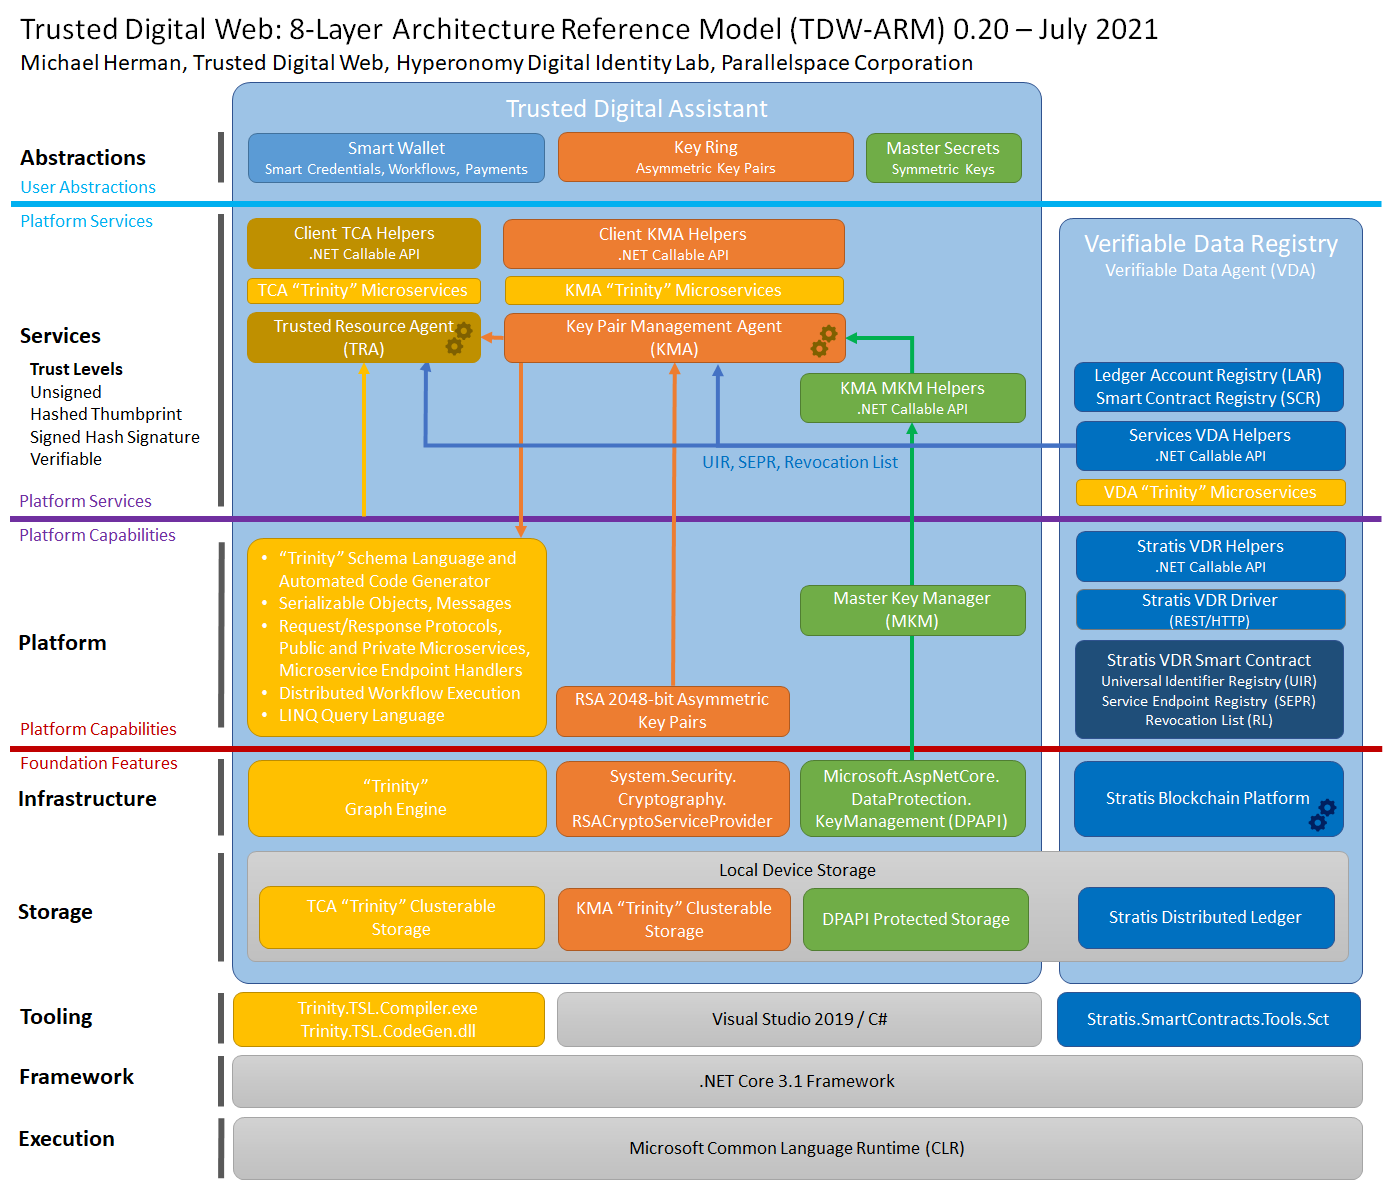 Trusted Digital Web: 8-Layer Architecture Reference Model (TDW-ARM) 0.20 – July 2021
Michael Herman, Trusted Digital Web, Hyperonomy Digital Identity Lab, Parallelspace Corporation
Trusted Digital Assistant
Abstractions
User Abstractions
Smart Wallet
Smart Credentials, Workflows, Payments
Key Ring
Asymmetric Key Pairs
Master Secrets
Symmetric Keys
Platform Services
Client TCA Helpers
.NET Callable API
Client KMA Helpers
.NET Callable API
Verifiable Data Registry
Verifiable Data Agent (VDA)
TCA “Trinity” Microservices
KMA “Trinity” Microservices
Services
Trust Levels
Unsigned
Hashed Thumbprint
Signed Hash Signature
Verifiable
Trusted Resource Agent
(TRA)
Key Pair Management Agent
(KMA)
KMA MKM Helpers
.NET Callable API
Ledger Account Registry (LAR)
Smart Contract Registry (SCR)
Services VDA Helpers
.NET Callable API
UIR, SEPR, Revocation List
VDA “Trinity” Microservices
Platform Services
Platform Capabilities
Platform
• “Trinity” Schema Language and
Automated Code Generator
• Serializable Objects, Messages
• Request/Response Protocols,
Public and Private Microservices,
Microservice Endpoint Handlers
• Distributed Workflow Execution
• LINQ Query Language
RSA 2048-bit Asymmetric
Key Pairs
Master Key Manager
(MKM)
Stratis VDR Helpers
.NET Callable API
Stratis VDR Driver
(REST/HTTP)
Stratis VDR Smart Contract
Universal Identifier Registry (UIR)
Service Endpoint Registry (SEPR)
Revocation List (RL)
Platform Capabilities
Foundation Features
Infrastructure
“Trinity”
Graph Engine
System.Security.
Cryptography.
RSACryptoServiceProvider
Microsoft.AspNetCore.
DataProtection.
KeyManagement (DPAPI)
Stratis Blockchain Platform
Storage
Local Device Storage
TCA “Trinity” Clusterable
Storage
KMA “Trinity” Clusterable
Storage
DPAPI Protected Storage
Stratis Distributed Ledger
Tooling
Trinity.TSL.Compiler.exe
Trinity.TSL.CodeGen.dll
Visual Studio 2019 / C#
Stratis.SmartContracts.Tools.Sct
Framework
.NET Core 3.1 Framework
Execution
Microsoft Common Language Runtime (CLR)